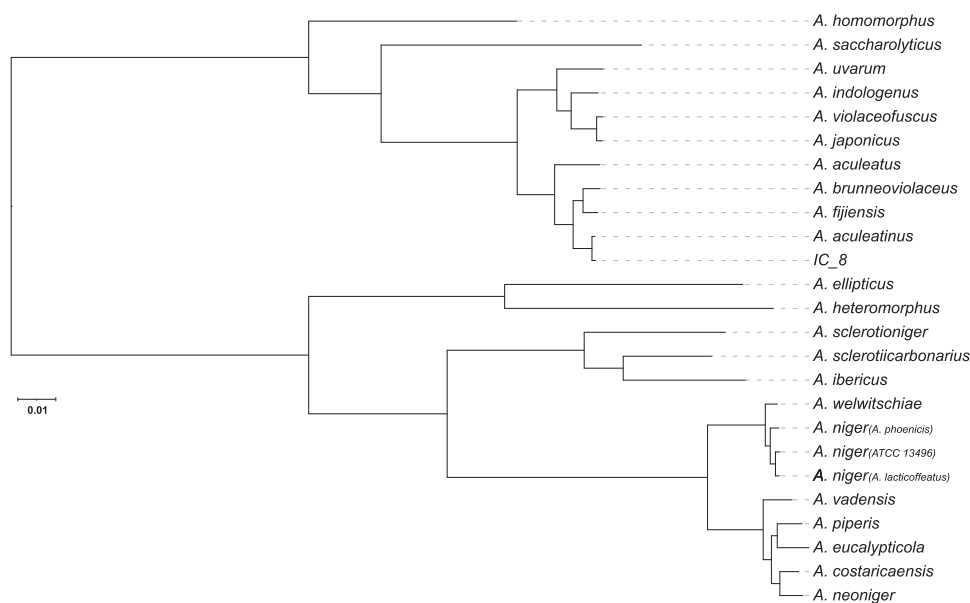 A. homomorphus
A. saccharolyticus
A. uvarum
A. indologenus
A. violaceofuscus
A. japonicus
A. aculeatus
A. brunneoviolaceus
A. fijiensis
A. aculeatinus
IC_8
A. ellipticus
A. heteromorphus
A. sclerotioniger
A. sclerotiicarbonarius
A. ibericus
0.01
A. welwitschiae
A. niger(A. phoenicis)
A. niger(ATCC 13496)
A. niger(A. lacticoffeatus)
A. vadensis
A. piperis
A. eucalypticola
A. costaricaensis
A. neoniger